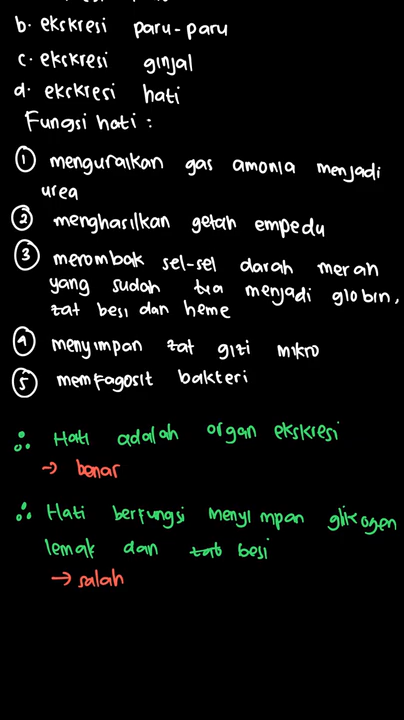 b. ekskresi paru-paru
c. ekskresi ginjal
d. ekskresi hati
Fungsi hati :
① menguraikan gas amonia menjadi
urea
② menghasilkan getah empedu
③ merombak sel-sel darah merah
yang sudah tua menjadi globin,
zat besi dan heme
④ menyimpan zat gizi mikro
⑤ memfagosit bakteri
∴ Hati adalah organ ekskresi
→ benar
∴ Hati berfungsi menyimpan glikogen
lemak dan zat besi
→ salah